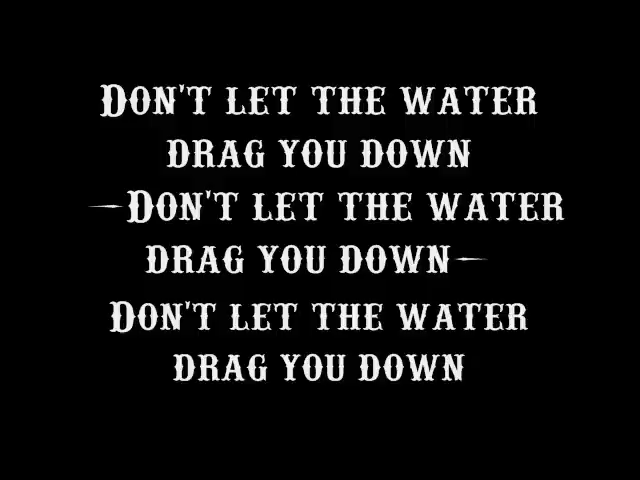 Don't let the water
drag you down
—Don't let the water
drag you down—
Don't let the water
drag you down